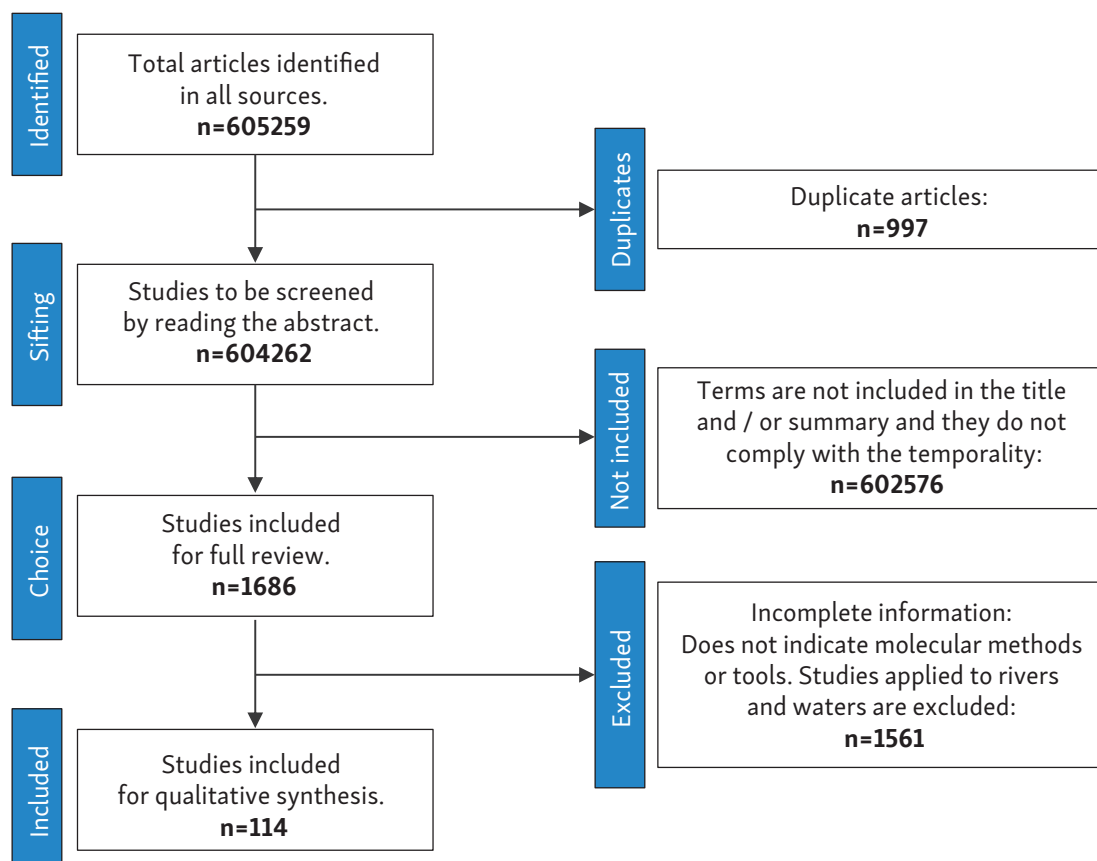 Identified
Total articles identified
in all sources.
n=605259
Duplicates
Duplicate articles:
n=997
Sifting
Studies to be screened
by reading the abstract.
n=604262
Not included
Terms are not included in the title
and / or summary and they do not
comply with the temporality:
n=602576
Choice
Studies included
for full review.
n=1686
Excluded
Incomplete information:
Does not indicate molecular methods
or tools. Studies applied to rivers
and waters are excluded:
n=1561
Included
Studies included
for qualitative synthesis.
n=114